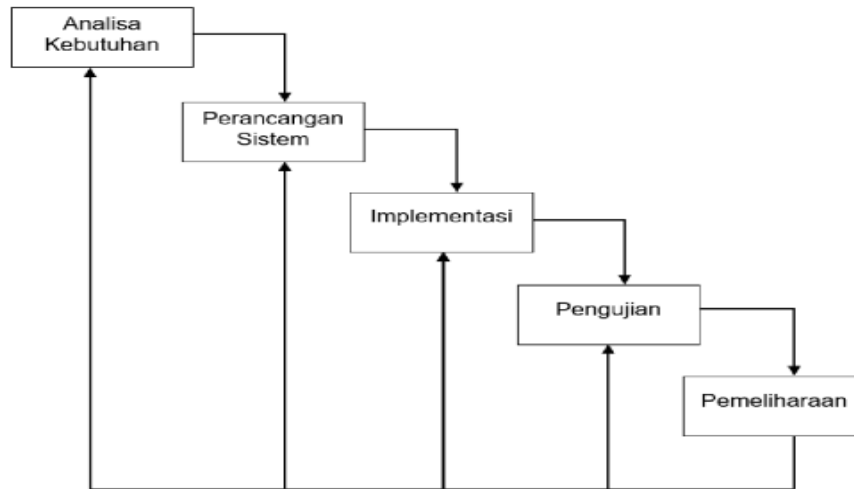 Analisa
Kebutuhan
Perancangan
Sistem
Implementasi
Pengujian
Pemeliharaan